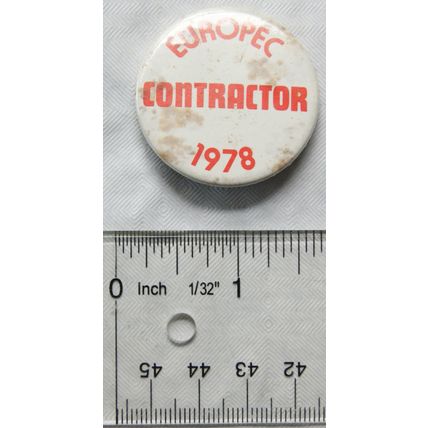 EUROPEC
CONTRACTOR
1978
0 Inch 1/32" 1
45 44 43 42